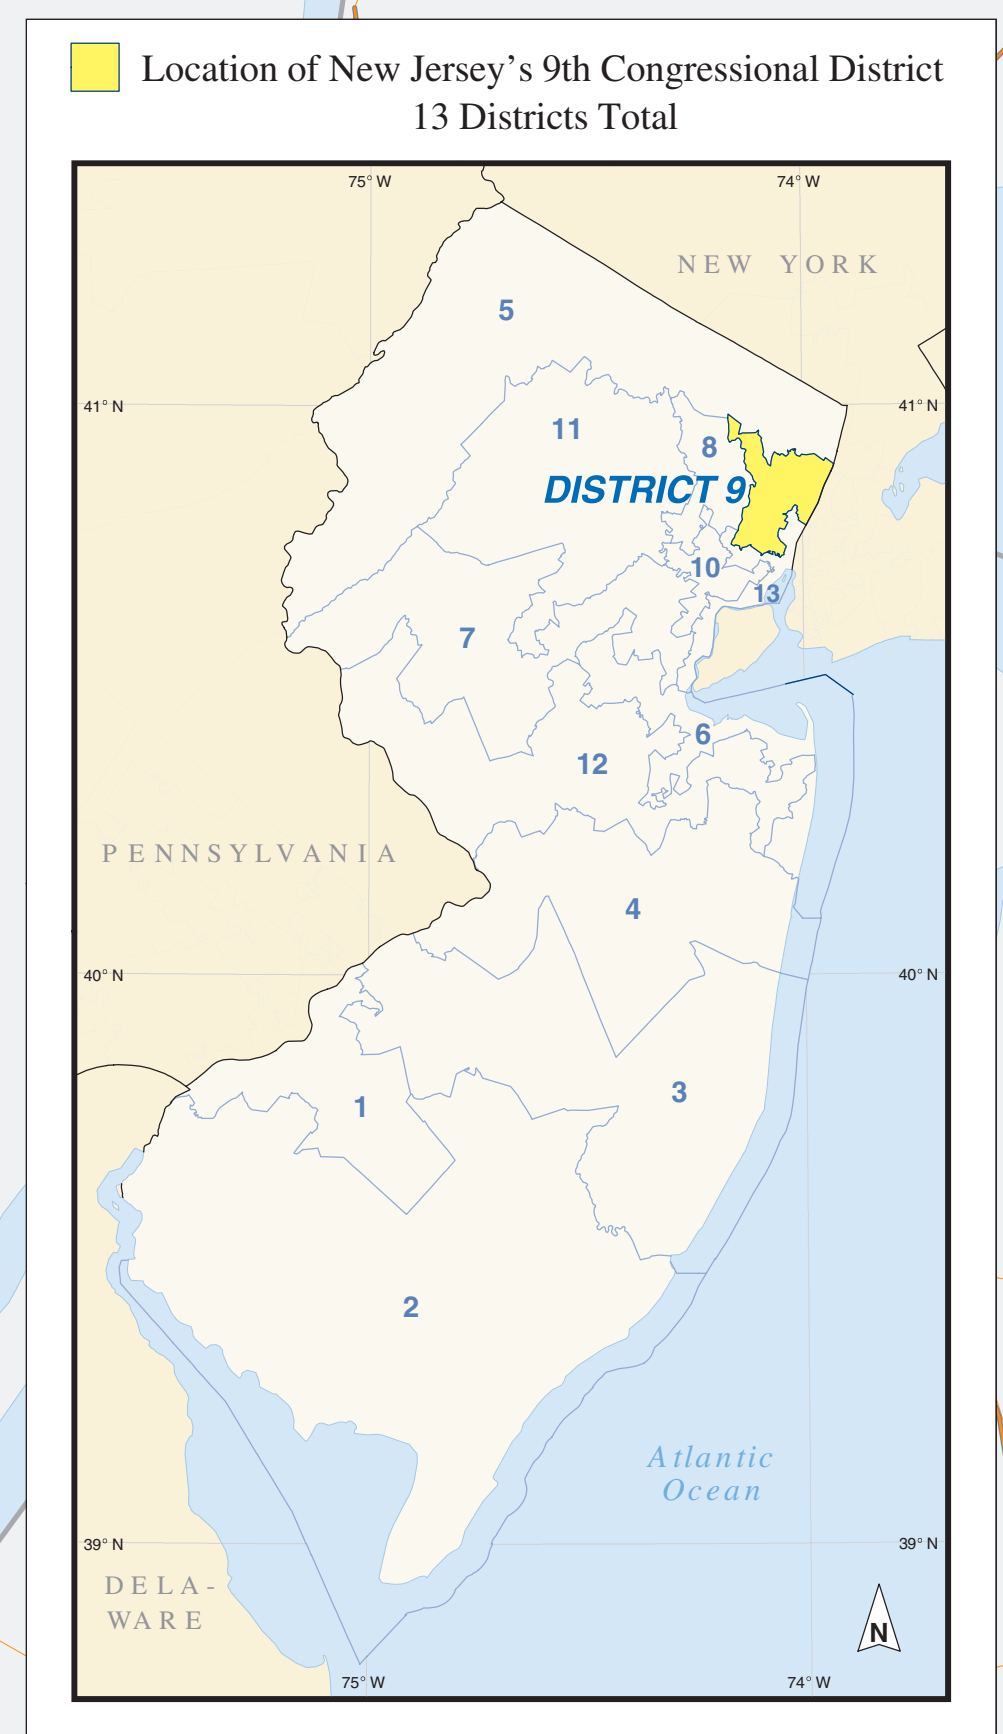 Location of New Jersey’s 9th Congressional District
13 Districts Total
75° W
74° W
NEW YORK
5
41° N
41° N
11
8
DISTRICT 9
10
13
7
6
12
PENNSYLVANIA
4
40° N
40° N
3
1
2
Atlantic
Ocean
39° N
39° N
DELA-
WARE
N
75° W
74° W